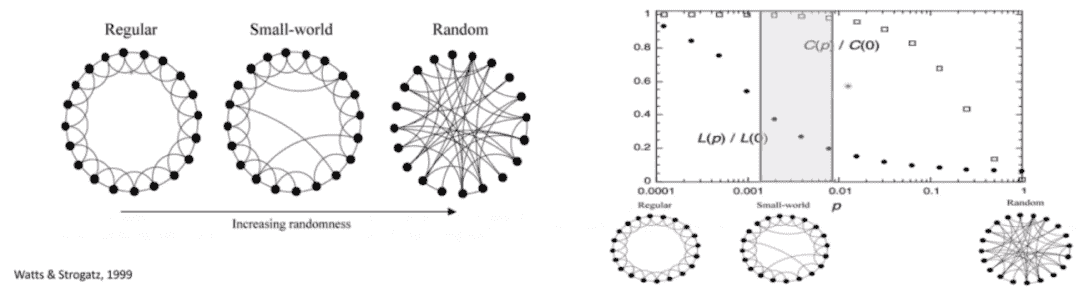 Regular
Small-world
Random
Increasing randomness
Watts & Strogatz, 1999
1
0.8
0.6
0.4
0.2
0
C(p) / C(0)
L(p) / L(0)
0.0001
0.001
0.01
0.1
1
p
Regular
Small-world
Random